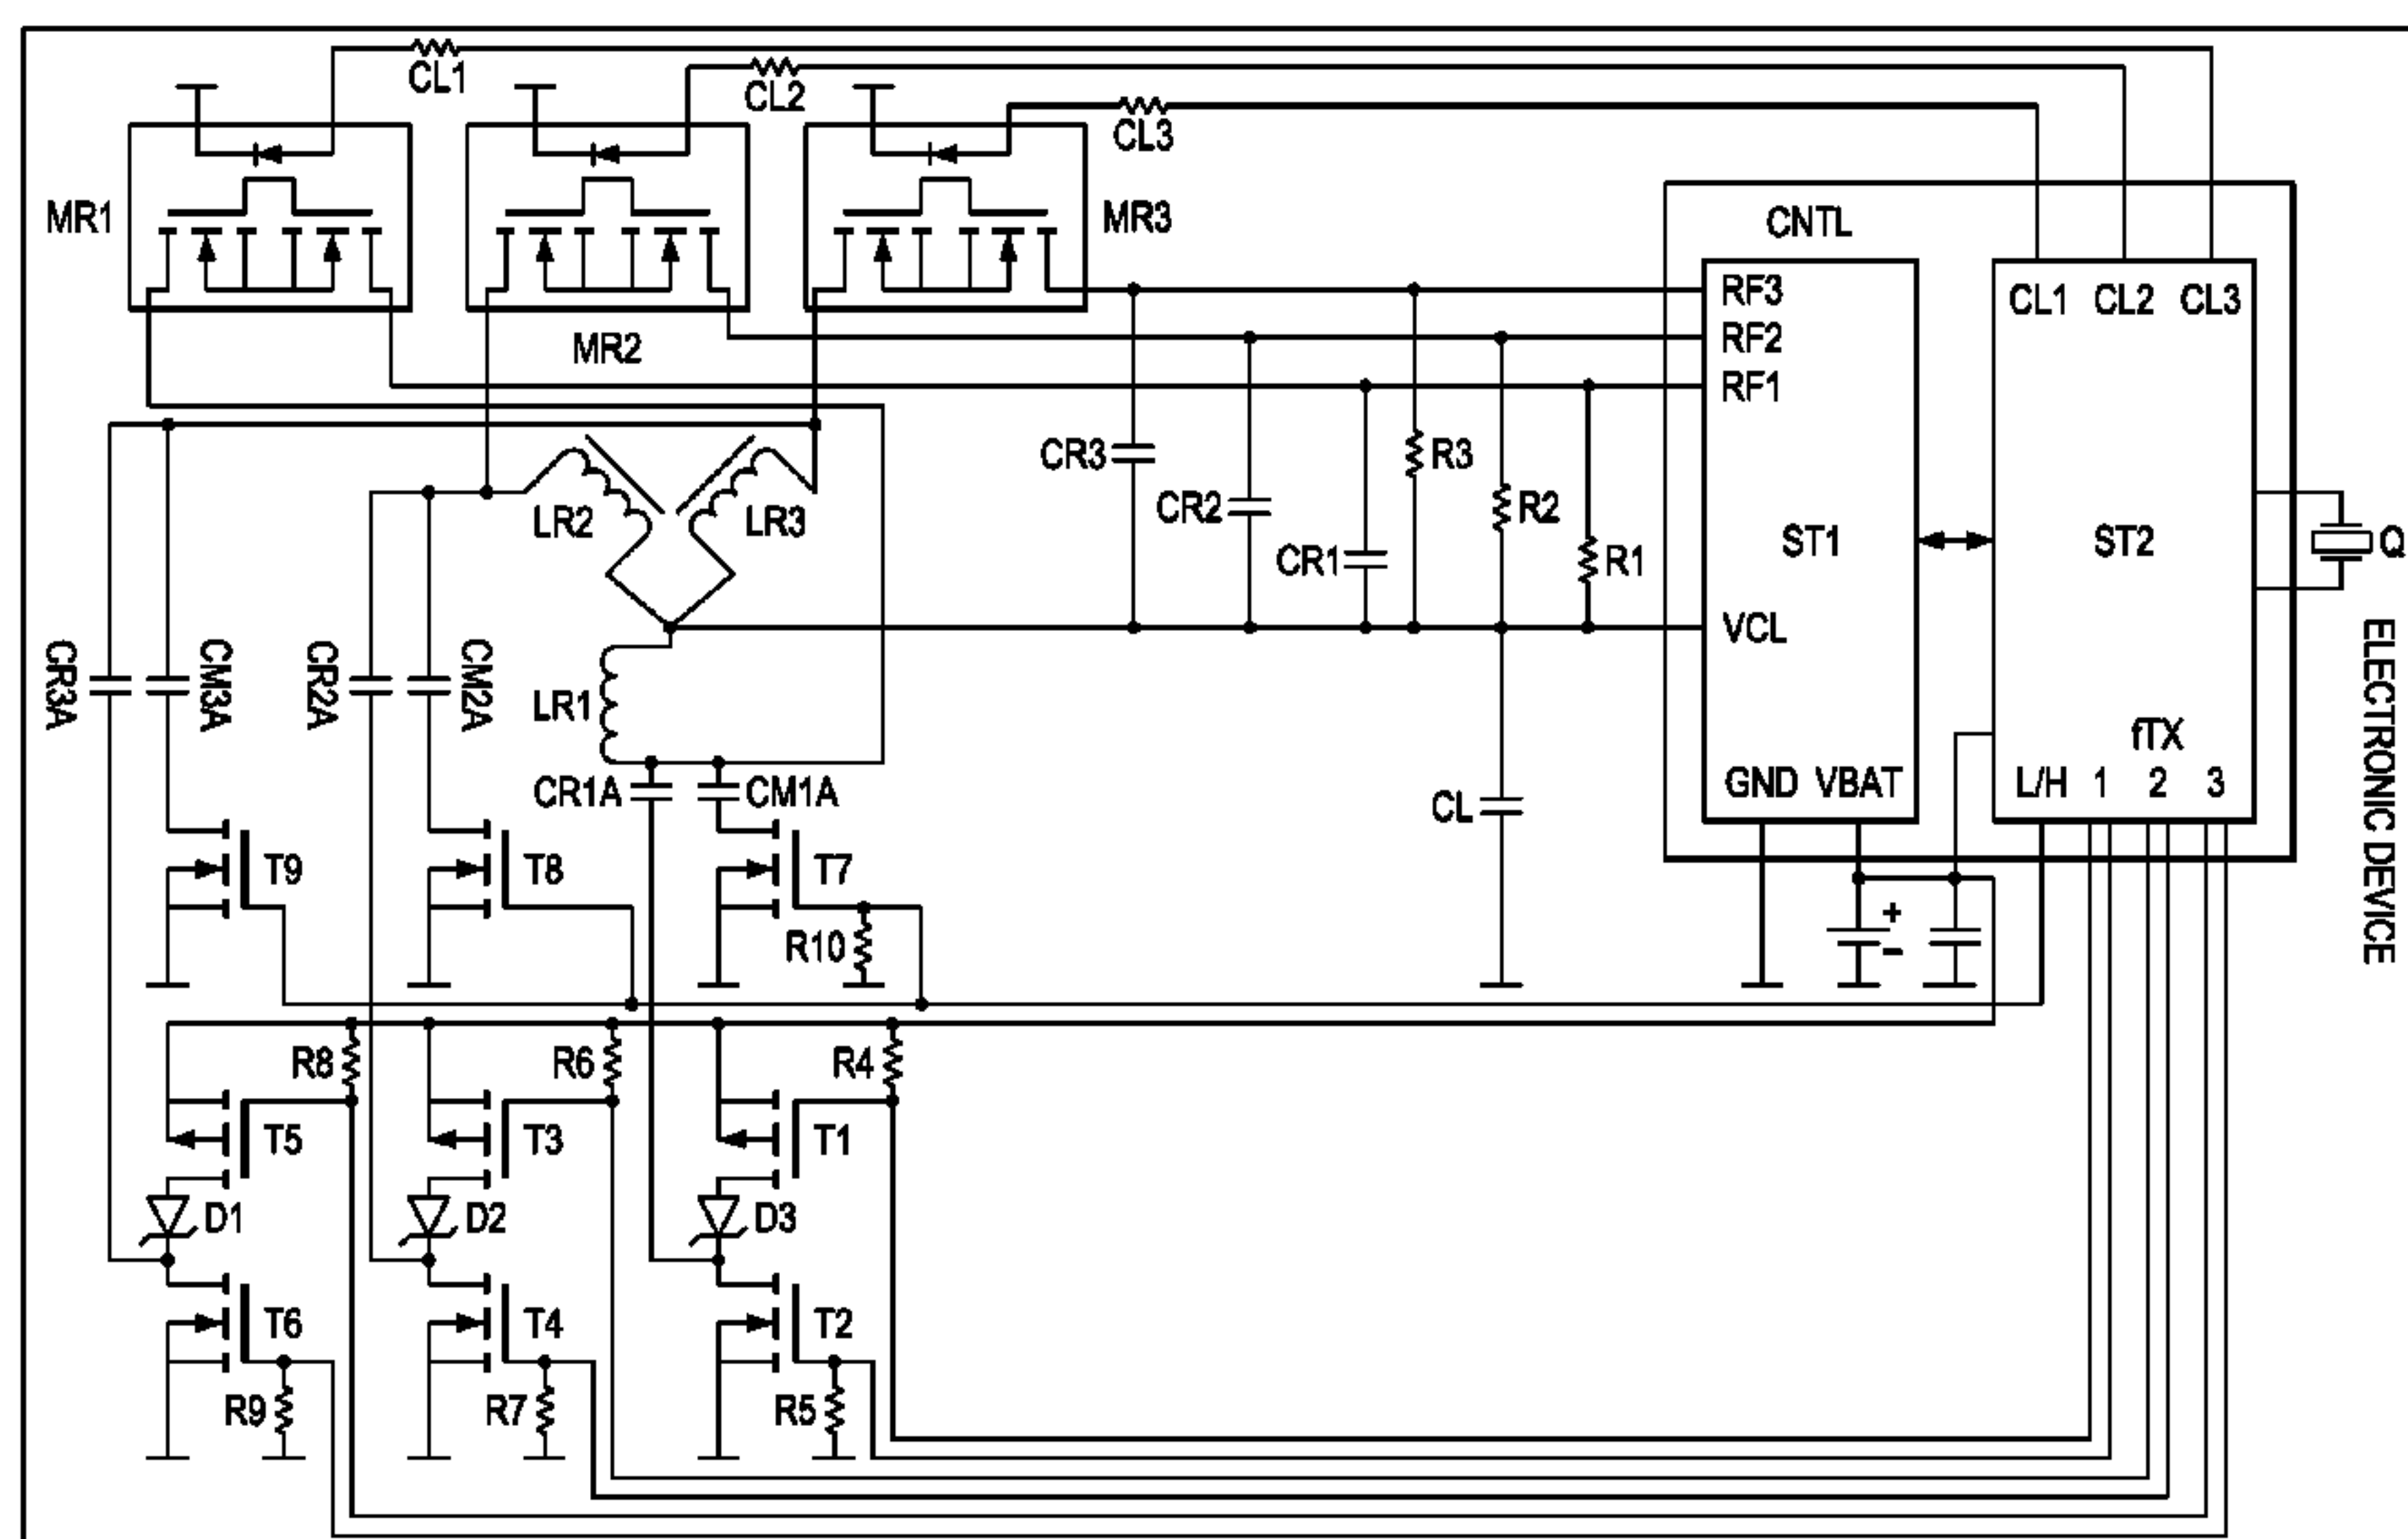 CL1
CL2
CL3
MR1
MR2
MR3
CNTL
RF3
RF2
RF1
CL1 CL2 CL3
CR3
R3
CR2
R2
CR1
R1
LR2
LR3
ST1
ST2
Q
VCL
CR3A
CM3A
CR2A
CM2A
LR1
CR1A
CM1A
CL
fTX
GND VBAT
L/H 1 2 3
ELECTRONIC DEVICE
T9
T8
T7
R10
+
-
R8
R6
R4
T5
T3
T1
D1
D2
D3
T6
T4
T2
R9
R7
R5